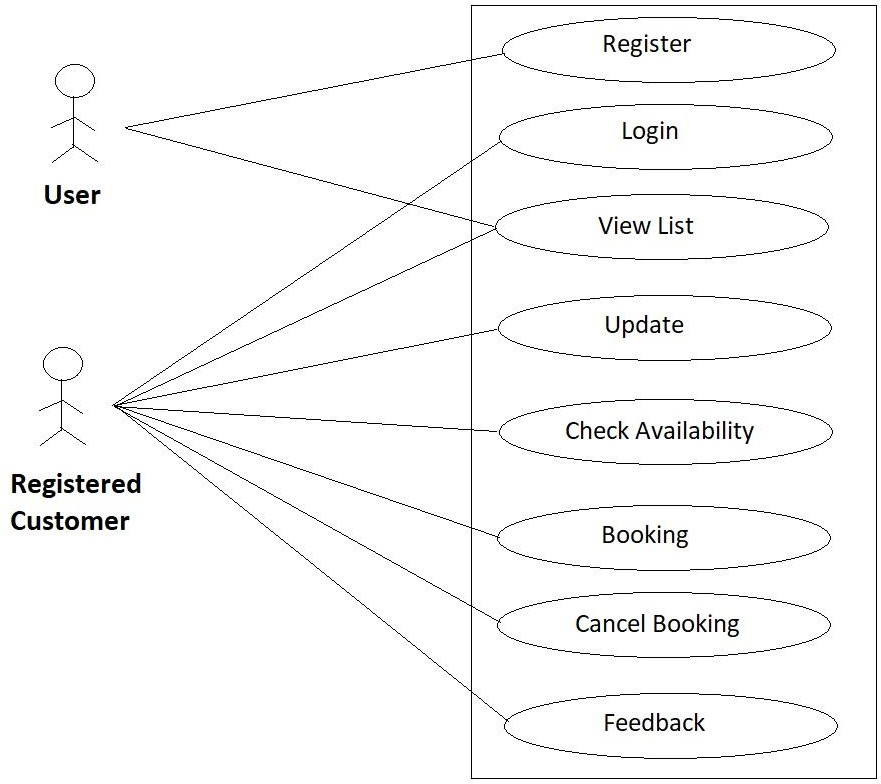 Register
Login
User
View List
Update
Check Availability
Registered
Customer
Booking
Cancel Booking
Feedback